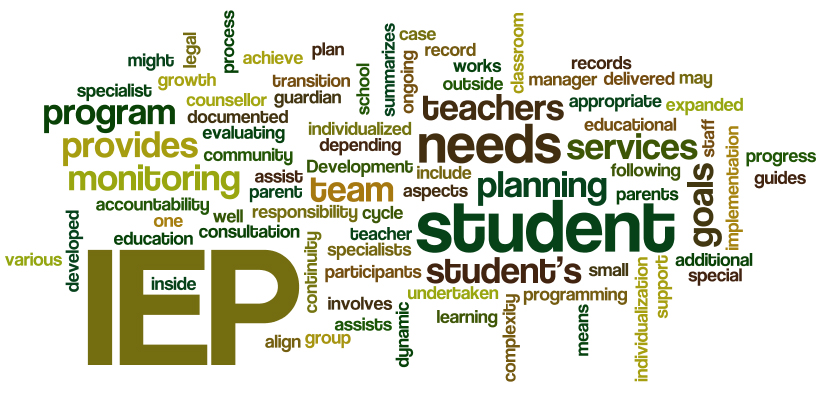 case
plan
record
process
legal
might
achieve
summarizes
ongoing
classroom
works
records
specialist
growth
transition
school
outside
manager
delivered
may
program
counsellor
guardian
documented
teachers
appropriate
expanded
evaluating
individualized
educational
staff
provides
depending
needs
services
community
Development
include
following
progress
monitoring
assist
parent
team
aspects
planning
parents
goals
implementation
guides
accountability
one
well
responsibility
cycle
student
developed
education
consultation
teacher
specialists
various
IEP
inside
continuity
participants
student's
small
additional
special
involves
undertaken
programming
individualization
support
assists
dynamic
learning
complexity
means
align
group